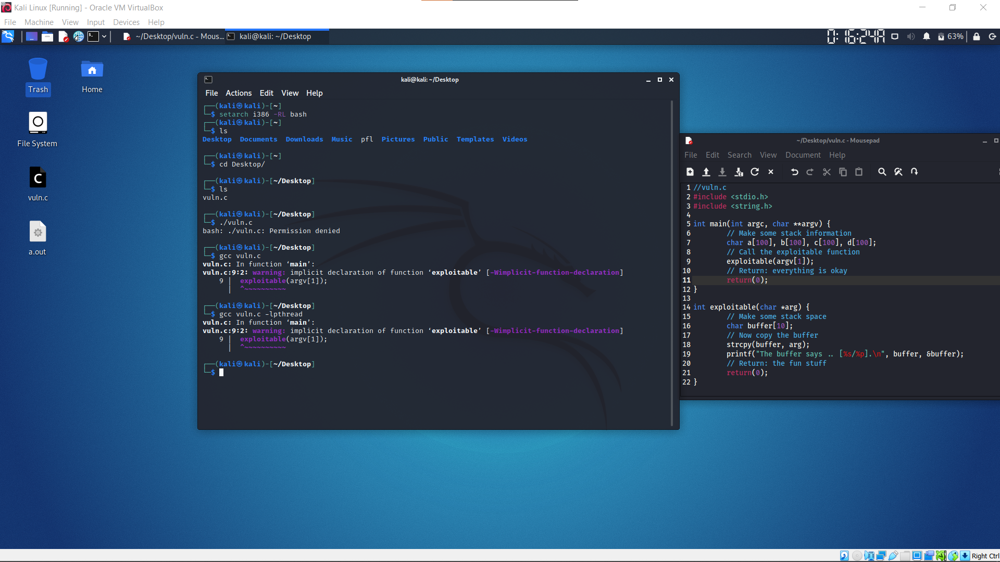 Kali Linux [Running] - Oracle VM VirtualBox
File Machine View Input Devices Help
~/Desktop/vuln.c - Mous... kali@kali: ~/Desktop
0: 16:24A 63%
Trash
Home
File System
vuln.c
a.out
kali@kali: ~/Desktop
File Actions Edit View Help
┌──(kali㉿kali)-[~]
└─$ setarch i386 -RL bash
┌──(kali㉿kali)-[~]
└─$ ls
Desktop Documents Downloads Music pfl Pictures Public Templates Videos
┌──(kali㉿kali)-[~]
└─$ cd Desktop/
┌──(kali㉿kali)-[~/Desktop]
└─$ ls
vuln.c
┌──(kali㉿kali)-[~/Desktop]
└─$ ./vuln.c
bash: ./vuln.c: Permission denied
┌──(kali㉿kali)-[~/Desktop]
└─$ gcc vuln.c
vuln.c: In function ‘main’:
vuln.c:9:2: warning: implicit declaration of function ‘exploitable’ [-Wimplicit-function-declaration]
9 | exploitable(argv[1]);
| ^~~~~~~~~~~
┌──(kali㉿kali)-[~/Desktop]
└─$ gcc vuln.c -lpthread
vuln.c: In function ‘main’:
vuln.c:9:2: warning: implicit declaration of function ‘exploitable’ [-Wimplicit-function-declaration]
9 | exploitable(argv[1]);
| ^~~~~~~~~~~
┌──(kali㉿kali)-[~/Desktop]
└─$
~/Desktop/vuln.c - Mousepad
File Edit Search View Document Help
1 //vuln.c
2 #include <stdio.h>
3 #include <string.h>
4
5 int main(int argc, char **argv) {
6 // Make some stack information
7 char a[100], b[100], c[100], d[100];
8 // Call the exploitable function
9 exploitable(argv[1]);
10 // Return: everything is okay
11 return(0);
12 }
13
14 int exploitable(char *arg) {
15 // Make some stack space
16 char buffer[10];
17 // Now copy the buffer
18 strcpy(buffer, arg);
19 printf("The buffer says .. [%s/%p].\n", buffer, &buffer);
20 // Return: the fun stuff
21 return(0);
22 }
Right Ctrl